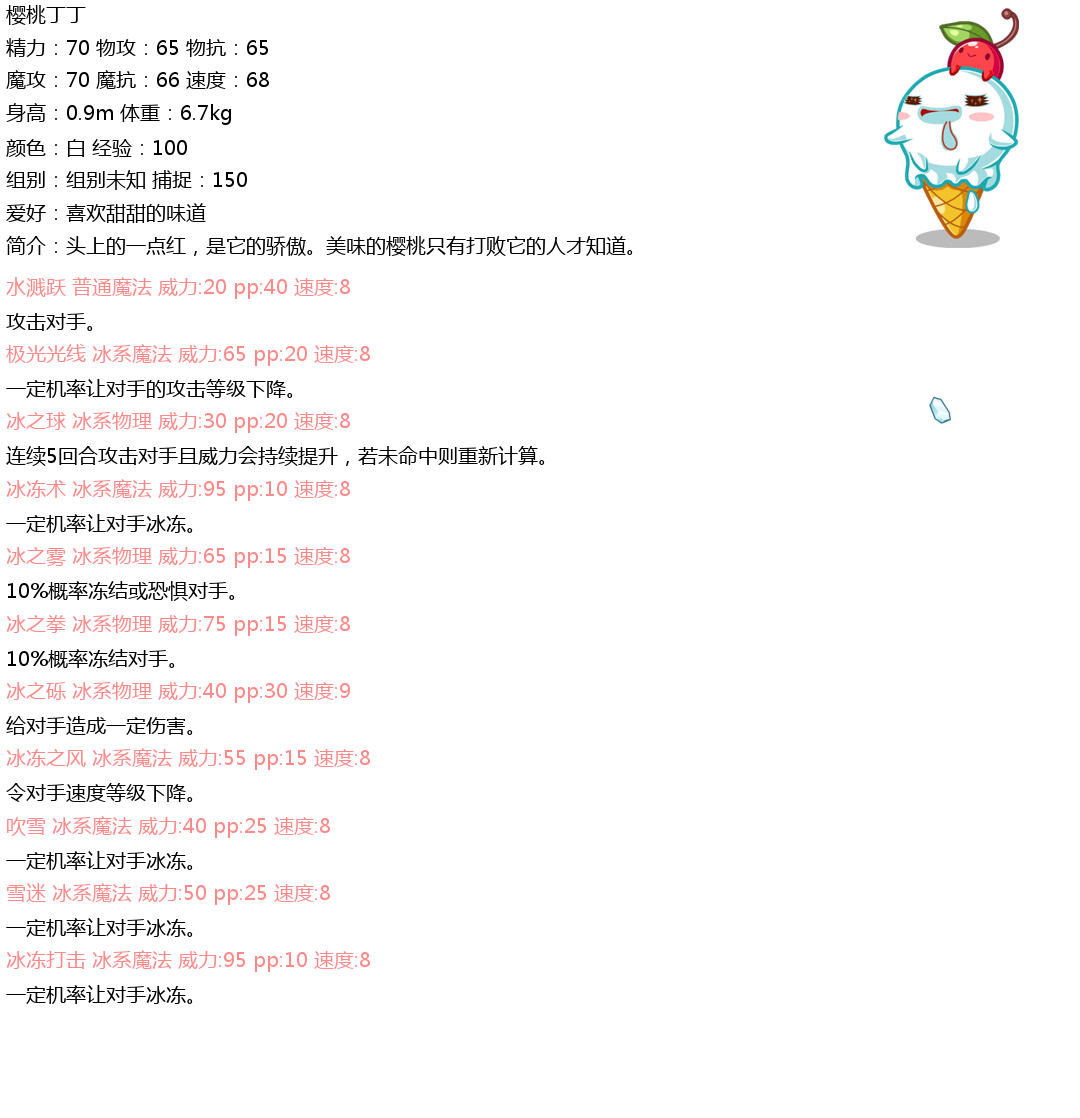 樱桃丁丁
精力：70 物攻：65 物抗：65
魔攻：70 魔抗：66 速度：68
身高：0.9m 体重：6.7kg
颜色：白 经验：100
组别：组别未知 捕捉：150
爱好：喜欢甜甜的味道
简介：头上的一点红，是它的骄傲。美味的樱桃只有打败它的人才知道。
水溅跃 普通魔法 威力:20 pp:40 速度:8
攻击对手。
极光光线 冰系魔法 威力:65 pp:20 速度:8
一定机率让对手的攻击等级下降。
冰之球 冰系物理 威力:30 pp:20 速度:8
连续5回合攻击对手且威力会持续提升，若未命中则重新计算。
冰冻术 冰系魔法 威力:95 pp:10 速度:8
一定机率让对手冰冻。
冰之雾 冰系物理 威力:65 pp:15 速度:8
10%概率冻结或恐惧对手。
冰之拳 冰系物理 威力:75 pp:15 速度:8
10%概率冻结对手。
冰之砾 冰系物理 威力:40 pp:30 速度:9
给对手造成一定伤害。
冰冻之风 冰系魔法 威力:55 pp:15 速度:8
令对手速度等级下降。
吹雪 冰系魔法 威力:40 pp:25 速度:8
一定机率让对手冰冻。
雪迷 冰系魔法 威力:50 pp:25 速度:8
一定机率让对手冰冻。
冰冻打击 冰系魔法 威力:95 pp:10 速度:8
一定机率让对手冰冻。